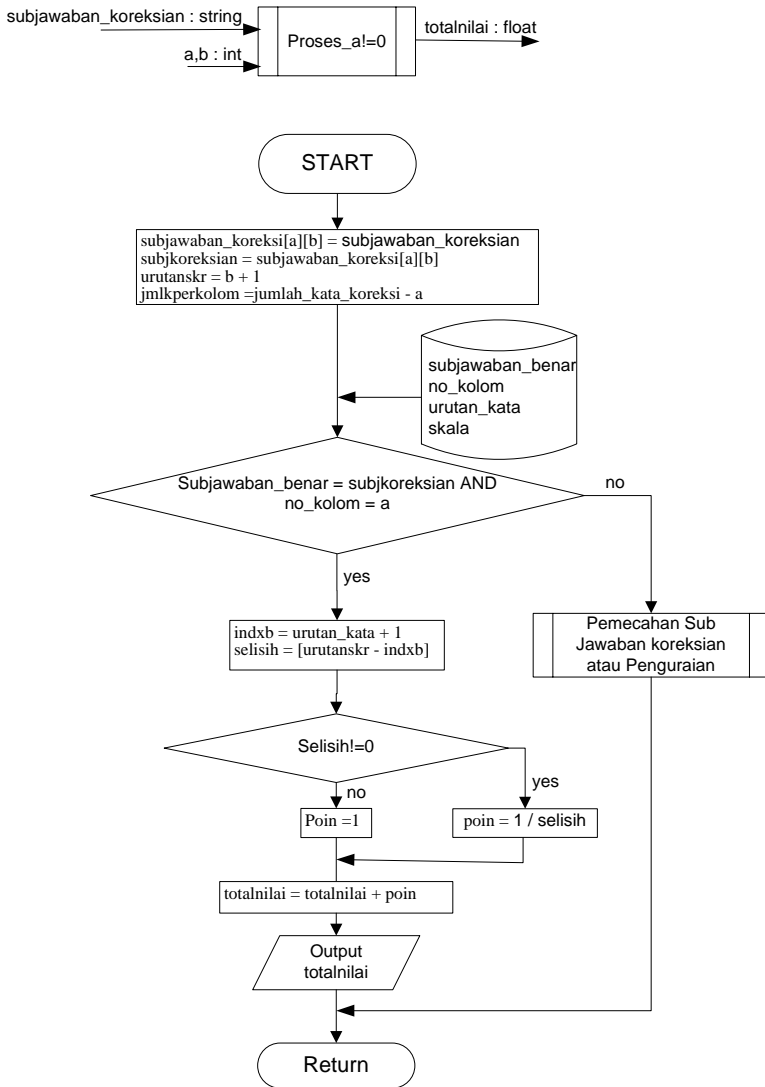 subjawaban_koreksian : string
a,b : int
Proses_a!=0
totalnilai : float
START
subjawaban_koreksi[a][b] = subjawaban_koreksian
subjkoreksian = subjawaban_koreksi[a][b]
urutanskr = b + 1
jmlkperkolom =jumlah_kata_koreksi - a
subjawaban_benar
no_kolom
urutan_kata
skala
Subjawaban_benar = subjkoreksian AND
no_kolom = a
no
yes
indxb = urutan_kata + 1
selisih = [urutanskr - indxb]
Pemecahan Sub
Jawaban koreksian
atau Penguraian
Selisih!=0
yes
no
Poin =1
poin = 1 / selisih
totalnilai = totalnilai + poin
Output
totalnilai
Return